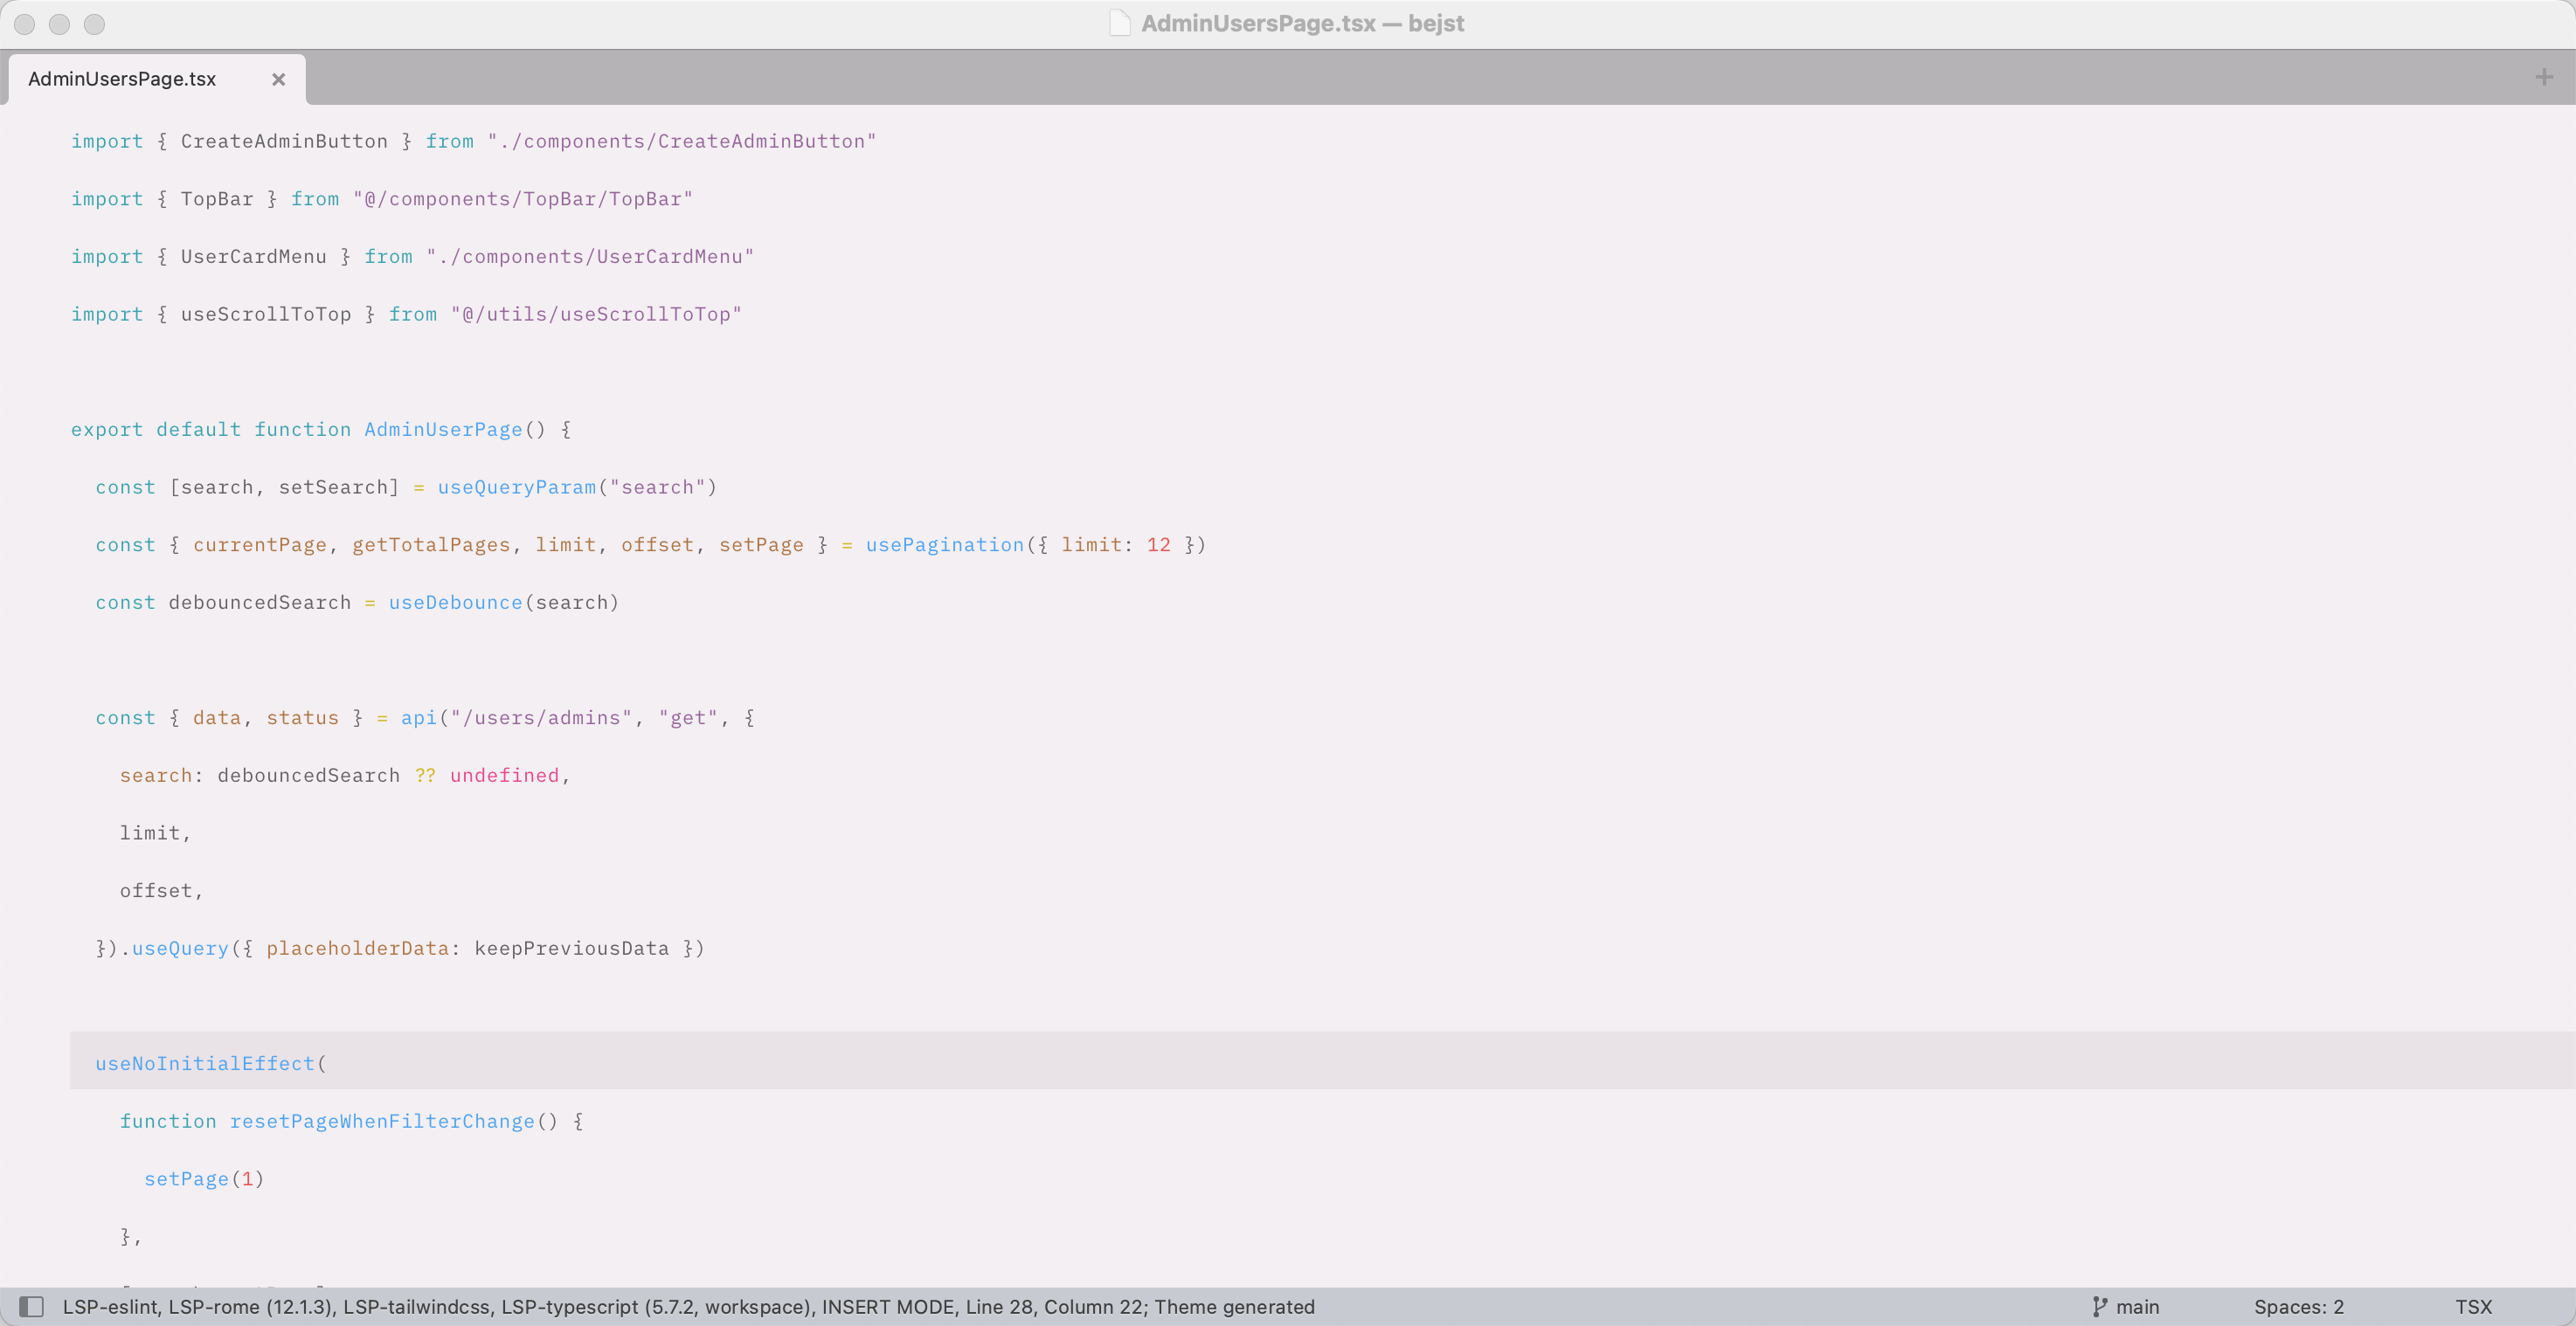 AdminUsersPage.tsx — bejst
AdminUsersPage.tsx
import { CreateAdminButton } from "./components/CreateAdminButton"
import { TopBar } from "@/components/TopBar/TopBar"
import { UserCardMenu } from "./components/UserCardMenu"
import { useScrollToTop } from "@/utils/useScrollToTop"
export default function AdminUserPage() {
const [search, setSearch] = useQueryParam("search")
const { currentPage, getTotalPages, limit, offset, setPage } = usePagination({ limit: 12 })
const debouncedSearch = useDebounce(search)
const { data, status } = api("/users/admins", "get", {
search: debouncedSearch ?? undefined,
limit,
offset,
}).useQuery({ placeholderData: keepPreviousData })
useNoInitialEffect(
function resetPageWhenFilterChange() {
setPage(1)
},
LSP-eslint, LSP-rome (12.1.3), LSP-tailwindcss, LSP-typescript (5.7.2, workspace), INSERT MODE, Line 28, Column 22; Theme generated
main
Spaces: 2
TSX